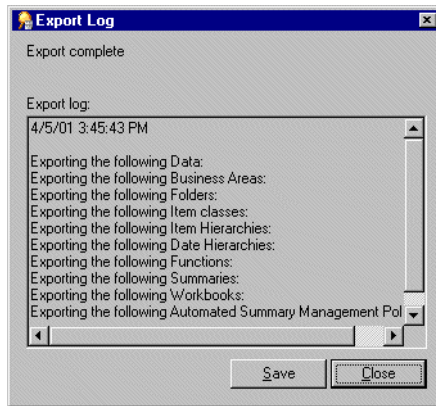 Export Log
Export complete
Export log:
4/5/01 3:45:43 PM
Exporting the following Data:
Exporting the following Business Areas:
Exporting the following Folders:
Exporting the following Item classes:
Exporting the following Item Hierarchies:
Exporting the following Date Hierarchies:
Exporting the following Functions:
Exporting the following Summaries:
Exporting the following Workbooks:
Exporting the following Automated Summary Management Pol
Save
Close